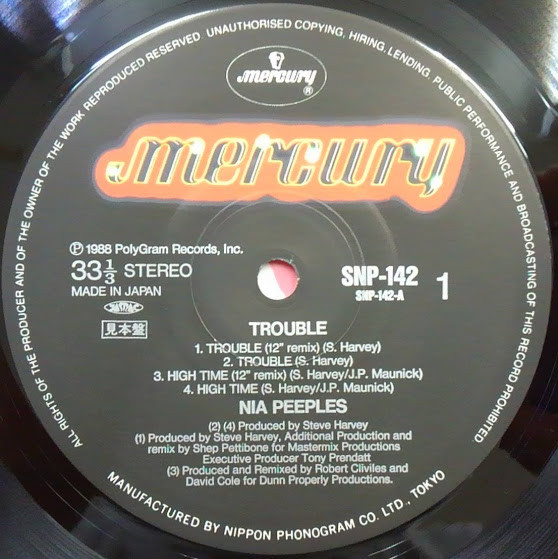 ALL RIGHTS OF THE PRODUCER AND OF THE OWNER OF THE WORK REPRODUCED RESERVED UNAUTHORISED COPYING, HIRING, LENDING, PUBLIC PERFORMANCE AND BROADCASTING OF THIS RECORD PROHIBITED
mercury
®
mercury
Ⓟ 1988 PolyGram Records, Inc.
33 1/3 STEREO
MADE IN JAPAN
見本盤
SNP-142
SNP-142-A
1
TROUBLE
1. TROUBLE (12" remix) (S. Harvey)
2. TROUBLE (S. Harvey)
3. HIGH TIME (12" remix) (S. Harvey/J.P. Maunick)
4. HIGH TIME (S. Harvey/J.P. Maunick)
NIA PEEPLES
(2) (4) Produced by Steve Harvey
(1) Produced by Steve Harvey, Additional Production and
remix by Shep Pettibone for Mastermix Productions
Executive Producer Tony Prendatt
(3) Produced and Remixed by Robert Cliviles and
David Cole for Dunn Properly Productions.
MANUFACTURED BY NIPPON PHONOGRAM CO. LTD., TOKYO